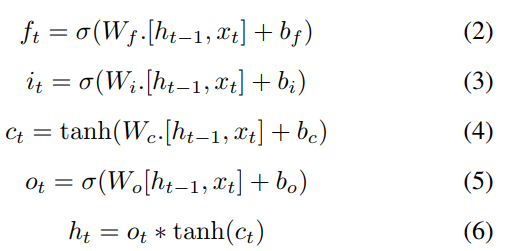 f_t = σ(W_f.[h_{t−1}, x_t] + b_f) (2)
i_t = σ(W_i.[h_{t−1}, x_t] + b_i) (3)
c_t = tanh(W_c.[h_{t−1}, x_t] + b_c) (4)
o_t = σ(W_o[h_{t−1}, x_t] + b_o) (5)
h_t = o_t ∗ tanh(c_t) (6)